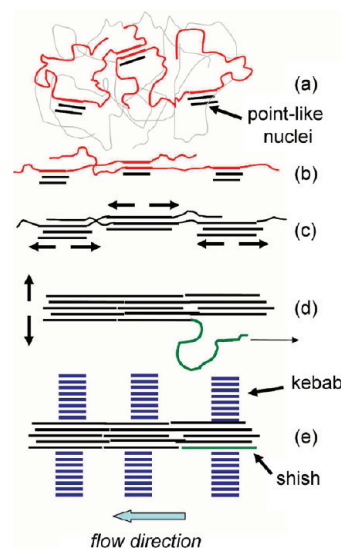 (a)
point-like
nuclei
(b)
(c)
(d)
kebab
(e)
shish
flow direction